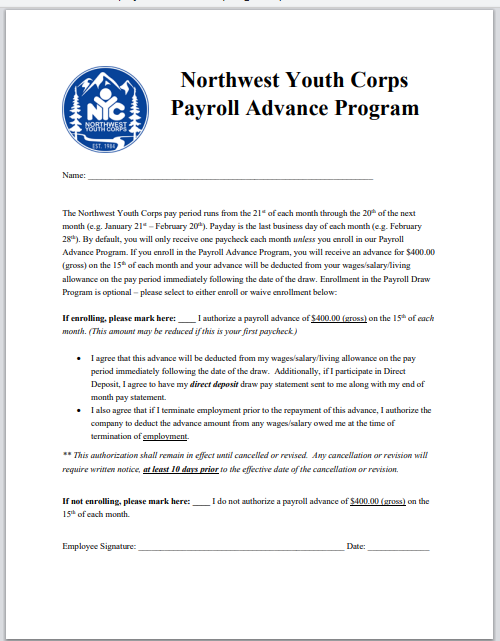 Northwest Youth Corps
Payroll Advance Program
NYC
NORTHWEST
YOUTH CORPS
EST. 1984
Name: ____________________________________________________________
The Northwest Youth Corps pay period runs from the 21st of each month through the 20th of the next
month (e.g. January 21st – February 20th). Payday is the last business day of each month (e.g. February
28th). By default, you will only receive one paycheck each month unless you enroll in our Payroll
Advance Program. If you enroll in the Payroll Advance Program, you will receive an advance for $400.00
(gross) on the 15th of each month and your advance will be deducted from your wages/salary/living
allowance on the pay period immediately following the date of the draw. Enrollment in the Payroll Draw
Program is optional – please select to either enroll or waive enrollment below:
If enrolling, please mark here: ____ I authorize a payroll advance of $400.00 (gross) on the 15th of each
month. (This amount may be reduced if this is your first paycheck.)
• I agree that this advance will be deducted from my wages/salary/living allowance on the pay
period immediately following the date of the draw. Additionally, if I participate in Direct
Deposit, I agree to have my direct deposit draw pay statement sent to me along with my end of
month pay statement.
• I also agree that if I terminate employment prior to the repayment of this advance, I authorize the
company to deduct the advance amount from any wages/salary owed me at the time of
termination of employment.
** This authorization shall remain in effect until cancelled or revised. Any cancellation or revision will
require written notice, at least 10 days prior to the effective date of the cancellation or revision.
If not enrolling, please mark here: ____ I do not authorize a payroll advance of $400.00 (gross) on the
15th of each month.
Employee Signature: ____________________________________________ Date: _____________